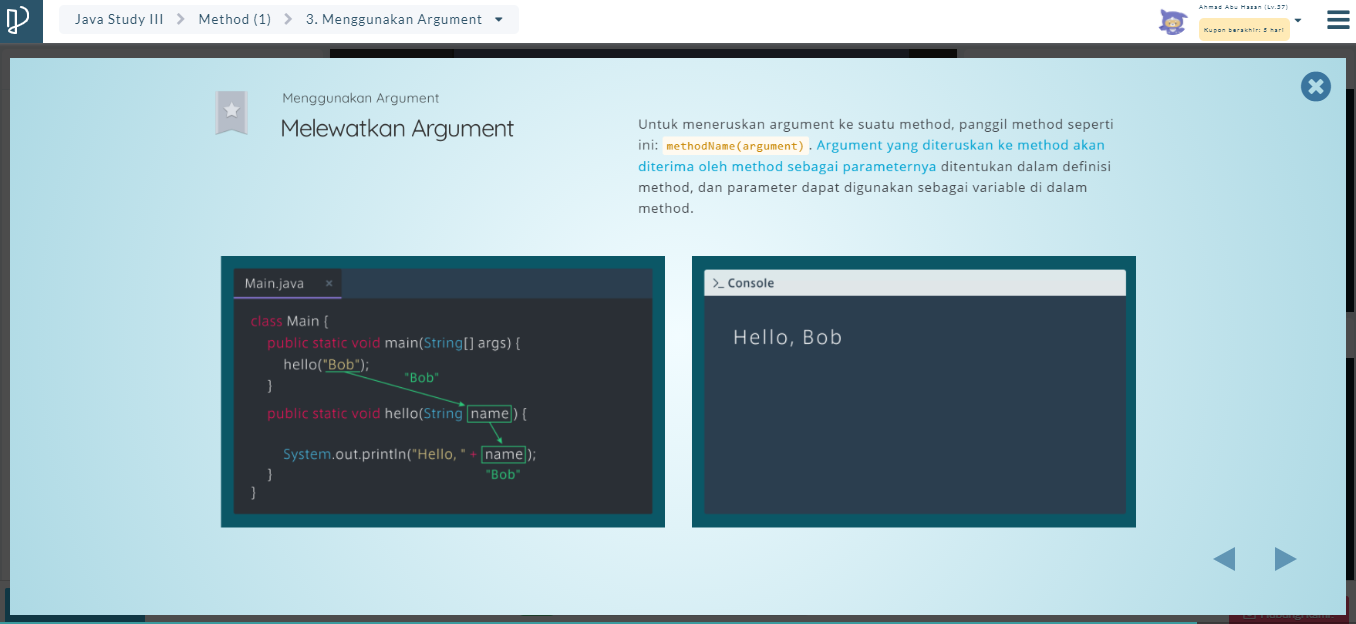 Java Study III
Method (1)
3. Menggunakan Argument
Ahmad Abu Hasan (Lv.57)
Kupon berakhir: 5 hari
Menggunakan Argument
Melewatkan Argument
Untuk meneruskan argument ke suatu method, panggil method seperti
ini: methodName(argument). Argument yang diteruskan ke method akan
diterima oleh method sebagai parameternya ditentukan dalam definisi
method, dan parameter dapat digunakan sebagai variable di dalam
method.
Main.java ×
class Main {
public static void main(String[] args) {
hello("Bob");
"Bob"
}
public static void hello(String name) {
System.out.println("Hello, " + name);
} "Bob"
}
>_ Console
Hello, Bob